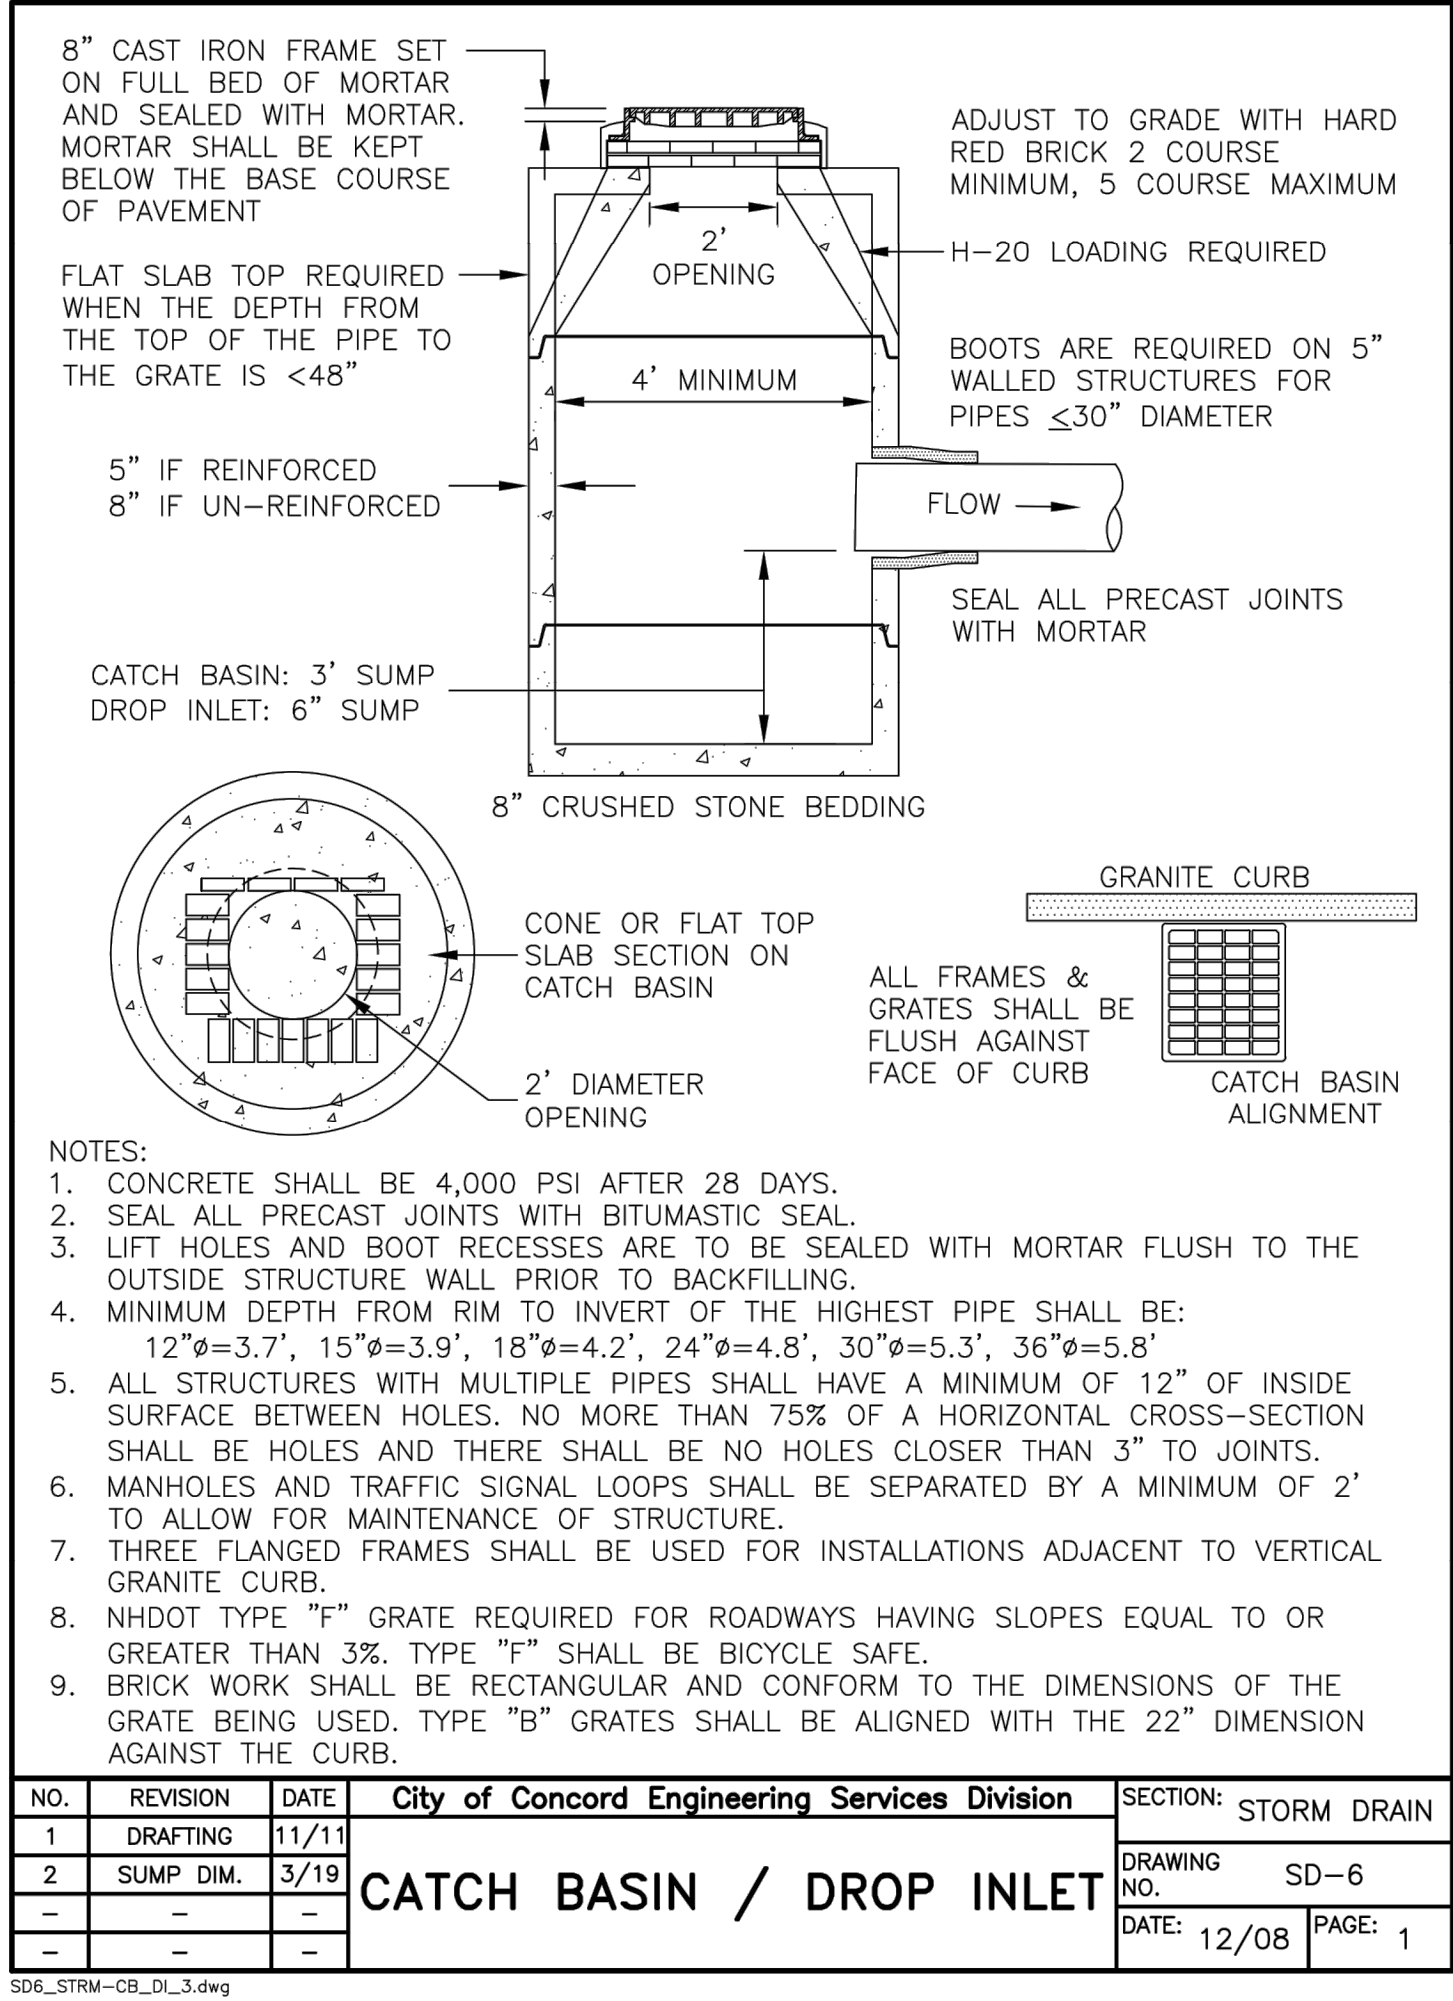 8” CAST IRON FRAME SET
ON FULL BED OF MORTAR
AND SEALED WITH MORTAR.
MORTAR SHALL BE KEPT
BELOW THE BASE COURSE
OF PAVEMENT
ADJUST TO GRADE WITH HARD
RED BRICK 2 COURSE
MINIMUM, 5 COURSE MAXIMUM
2’
OPENING
H-20 LOADING REQUIRED
FLAT SLAB TOP REQUIRED
WHEN THE DEPTH FROM
THE TOP OF THE PIPE TO
THE GRATE IS <48”
4’ MINIMUM
BOOTS ARE REQUIRED ON 5”
WALLED STRUCTURES FOR
PIPES ≤30” DIAMETER
5” IF REINFORCED
8” IF UN-REINFORCED
FLOW
SEAL ALL PRECAST JOINTS
WITH MORTAR
CATCH BASIN: 3’ SUMP
DROP INLET: 6” SUMP
8” CRUSHED STONE BEDDING
CONE OR FLAT TOP
SLAB SECTION ON
CATCH BASIN
2’ DIAMETER
OPENING
GRANITE CURB
ALL FRAMES &
GRATES SHALL BE
FLUSH AGAINST
FACE OF CURB
CATCH BASIN
ALIGNMENT
NOTES:
1. CONCRETE SHALL BE 4,000 PSI AFTER 28 DAYS.
2. SEAL ALL PRECAST JOINTS WITH BITUMASTIC SEAL.
3. LIFT HOLES AND BOOT RECESSES ARE TO BE SEALED WITH MORTAR FLUSH TO THE
OUTSIDE STRUCTURE WALL PRIOR TO BACKFILLING.
4. MINIMUM DEPTH FROM RIM TO INVERT OF THE HIGHEST PIPE SHALL BE:
12”ø=3.7’, 15”ø=3.9’, 18”ø=4.2’, 24”ø=4.8’, 30”ø=5.3’, 36”ø=5.8’
5. ALL STRUCTURES WITH MULTIPLE PIPES SHALL HAVE A MINIMUM OF 12” OF INSIDE
SURFACE BETWEEN HOLES. NO MORE THAN 75% OF A HORIZONTAL CROSS-SECTION
SHALL BE HOLES AND THERE SHALL BE NO HOLES CLOSER THAN 3” TO JOINTS.
6. MANHOLES AND TRAFFIC SIGNAL LOOPS SHALL BE SEPARATED BY A MINIMUM OF 2’
TO ALLOW FOR MAINTENANCE OF STRUCTURE.
7. THREE FLANGED FRAMES SHALL BE USED FOR INSTALLATIONS ADJACENT TO VERTICAL
GRANITE CURB.
8. NHDOT TYPE ”F” GRATE REQUIRED FOR ROADWAYS HAVING SLOPES EQUAL TO OR
GREATER THAN 3%. TYPE ”F” SHALL BE BICYCLE SAFE.
9. BRICK WORK SHALL BE RECTANGULAR AND CONFORM TO THE DIMENSIONS OF THE
GRATE BEING USED. TYPE ”B” GRATES SHALL BE ALIGNED WITH THE 22” DIMENSION
AGAINST THE CURB.
NO. REVISION DATE
1 DRAFTING 11/11
2 SUMP DIM. 3/19
- - -
- - -
City of Concord Engineering Services Division
CATCH BASIN / DROP INLET
SECTION: STORM DRAIN
DRAWING NO. SD-6
DATE: 12/08 PAGE: 1
SD6_STRM-CB_DI_3.dwg